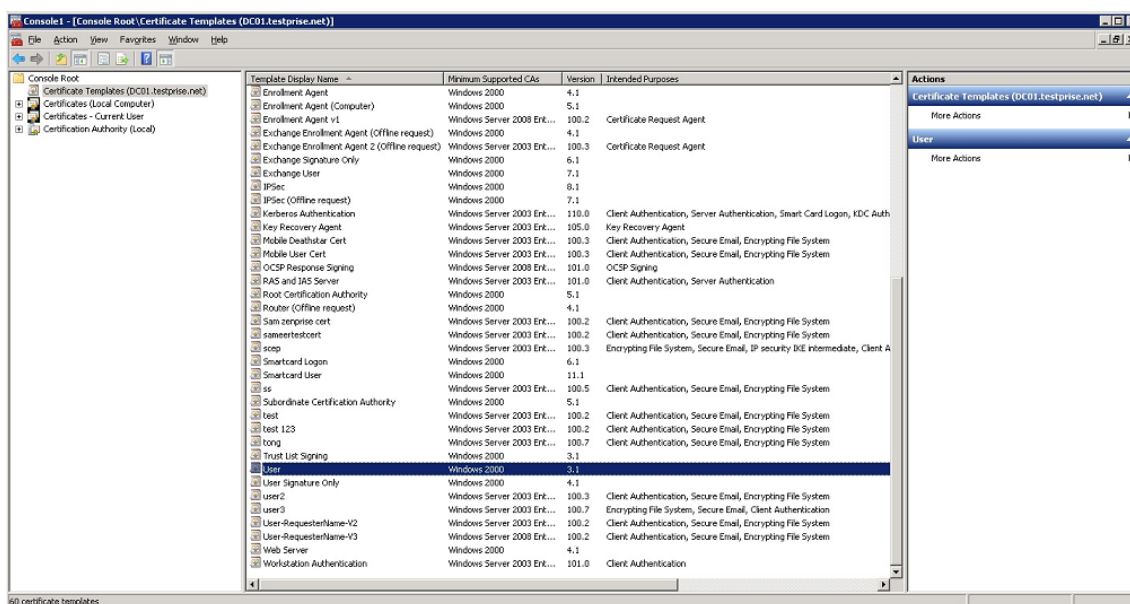 Console1 - [Console Root\Certificate Templates (DC01.testprise.net)]
File Action View Favorites Window Help
Console Root
Certificate Templates (DC01.testprise.net)
Certificates (Local Computer)
Certificates - Current User
Certification Authority (Local)
Template Display Name Minimum Supported CAs Version Intended Purposes
Enrollment Agent Windows 2000 4.1
Enrollment Agent (Computer) Windows 2000 5.1
Enrollment Agent v1 Windows Server 2008 Ent... 100.2 Certificate Request Agent
Exchange Enrollment Agent (Offline request) Windows 2000 4.1
Exchange Enrollment Agent 2 (Offline request) Windows Server 2003 Ent... 100.3 Certificate Request Agent
Exchange Signature Only Windows 2000 6.1
Exchange User Windows 2000 7.1
IPSec Windows 2000 8.1
IPSec (Offline request) Windows 2000 7.1
Kerberos Authentication Windows Server 2003 Ent... 110.0 Client Authentication, Server Authentication, Smart Card Logon, KDC Auth
Key Recovery Agent Windows Server 2003 Ent... 105.0 Key Recovery Agent
Mobile Deathstar Cert Windows Server 2003 Ent... 100.3 Client Authentication, Secure Email, Encrypting File System
Mobile User Cert Windows Server 2003 Ent... 100.3 Client Authentication, Secure Email, Encrypting File System
OCSP Response Signing Windows Server 2008 Ent... 101.0 OCSP Signing
RAS and IAS Server Windows Server 2003 Ent... 101.0 Client Authentication, Server Authentication
Root Certification Authority Windows 2000 5.1
Router (Offline request) Windows 2000 4.1
Sam zenprise cert Windows Server 2003 Ent... 100.2 Client Authentication, Secure Email, Encrypting File System
sameertestcert Windows Server 2003 Ent... 100.2 Client Authentication, Secure Email, Encrypting File System
scep Windows Server 2003 Ent... 100.3 Encrypting File System, Secure Email, IP security IKE intermediate, Client A
Smartcard Logon Windows 2000 6.1
Smartcard User Windows 2000 11.1
ss Windows Server 2003 Ent... 100.5 Client Authentication, Secure Email, Encrypting File System
Subordinate Certification Authority Windows 2000 5.1
test Windows Server 2003 Ent... 100.2 Client Authentication, Secure Email, Encrypting File System
test 123 Windows Server 2003 Ent... 100.2 Client Authentication, Secure Email, Encrypting File System
tong Windows Server 2003 Ent... 100.7 Client Authentication, Secure Email, Encrypting File System
Trust List Signing Windows 2000 3.1
User Windows 2000 3.1
User Signature Only Windows 2000 4.1
user2 Windows Server 2003 Ent... 100.3 Client Authentication, Secure Email, Encrypting File System
user3 Windows Server 2003 Ent... 100.7 Encrypting File System, Secure Email, Client Authentication
User-RequesterName-V2 Windows Server 2003 Ent... 100.2 Client Authentication, Secure Email, Encrypting File System
User-RequesterName-V3 Windows Server 2008 Ent... 100.2 Client Authentication, Secure Email, Encrypting File System
Web Server Windows 2000 4.1
Workstation Authentication Windows Server 2003 Ent... 101.0 Client Authentication
Actions
Certificate Templates (DC01.testprise.net)
More Actions
User
More Actions
60 certificate templates